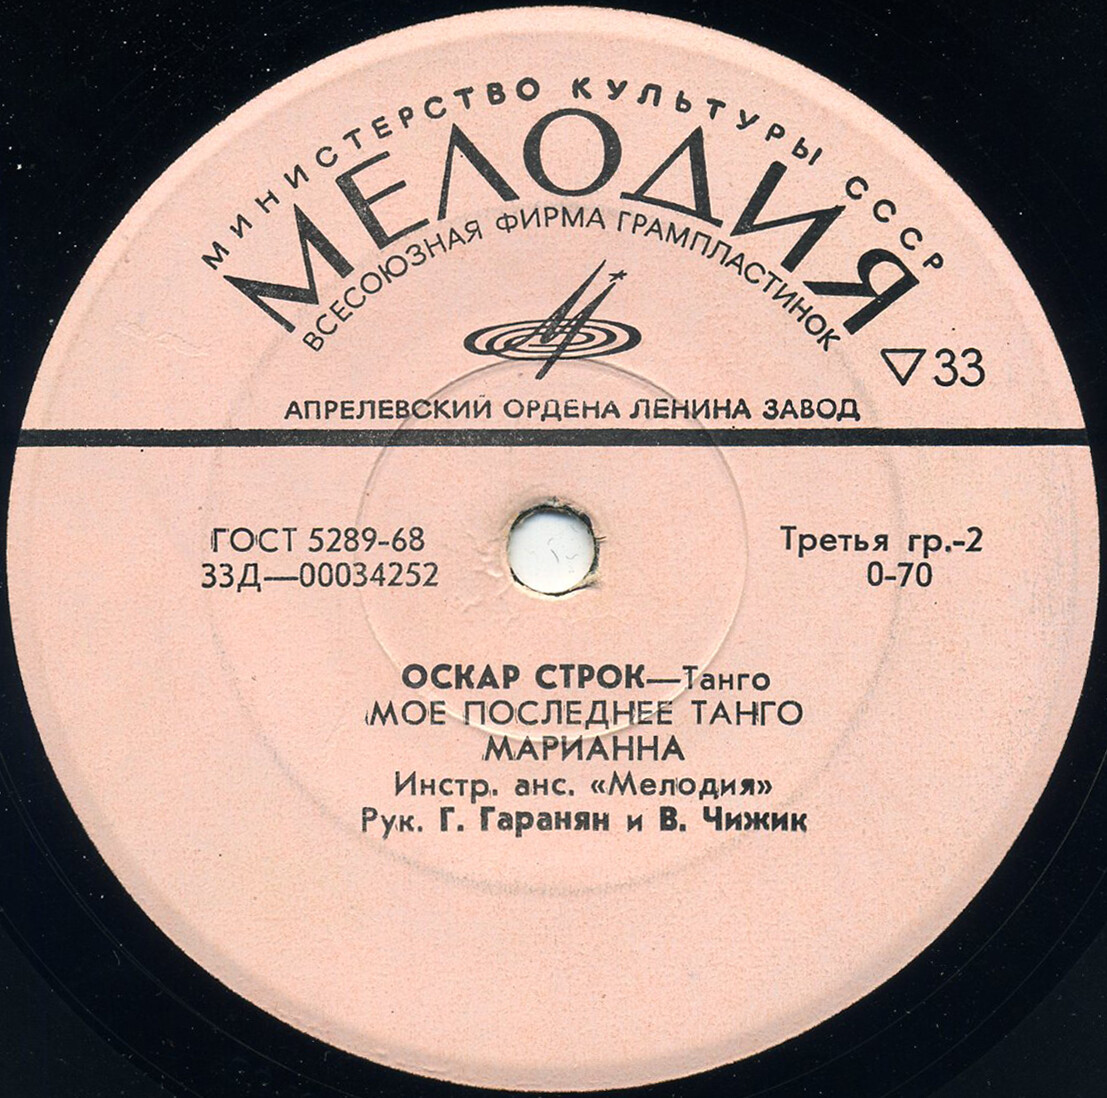 МИНИСТЕРСТВО КУЛЬТУРЫ СССР
МЕЛОДИЯ
ВСЕСОЮЗНАЯ ФИРМА ГРАМПЛАСТИНОК
▽33
АПРЕЛЕВСКИЙ ОРДЕНА ЛЕНИНА ЗАВОД
ГОСТ 5289-68
33Д—00034252
Третья гр.-2
0-70
ОСКАР СТРОК—Танго
МОЕ ПОСЛЕДНЕЕ ТАНГО
МАРИАННА
Инстр. анс. «Мелодия»
Рук. Г. Гаранян и В. Чижик